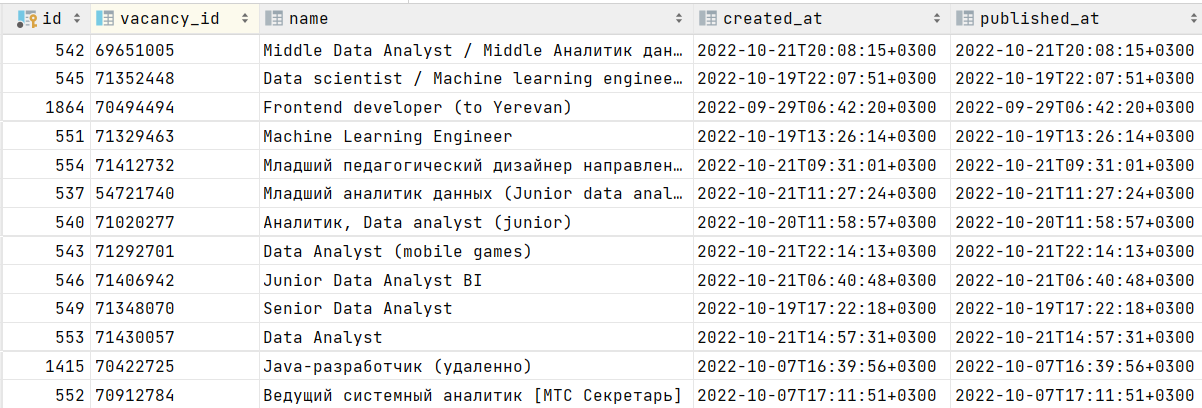 id vacancy_id name created_at published_at
542 69651005 Middle Data Analyst / Middle Аналитик дан… 2022-10-21T20:08:15+0300 2022-10-21T20:08:15+0300
545 71352448 Data scientist / Machine learning enginee… 2022-10-19T22:07:51+0300 2022-10-19T22:07:51+0300
1864 70494494 Frontend developer (to Yerevan) 2022-09-29T06:42:20+0300 2022-09-29T06:42:20+0300
551 71329463 Machine Learning Engineer 2022-10-19T13:26:14+0300 2022-10-19T13:26:14+0300
554 71412732 Младший педагогический дизайнер направлен… 2022-10-21T09:31:01+0300 2022-10-21T09:31:01+0300
537 54721740 Младший аналитик данных (Junior data anal… 2022-10-21T11:27:24+0300 2022-10-21T11:27:24+0300
540 71020277 Аналитик, Data analyst (junior) 2022-10-20T11:58:57+0300 2022-10-20T11:58:57+0300
543 71292701 Data Analyst (mobile games) 2022-10-21T22:14:13+0300 2022-10-21T22:14:13+0300
546 71406942 Junior Data Analyst BI 2022-10-21T06:40:48+0300 2022-10-21T06:40:48+0300
549 71348070 Senior Data Analyst 2022-10-19T17:22:18+0300 2022-10-19T17:22:18+0300
553 71430057 Data Analyst 2022-10-21T14:57:31+0300 2022-10-21T14:57:31+0300
1415 70422725 Java-разработчик (удаленно) 2022-10-07T16:39:56+0300 2022-10-07T16:39:56+0300
552 70912784 Ведущий системный аналитик [МТС Секретарь] 2022-10-07T17:11:51+0300 2022-10-07T17:11:51+0300